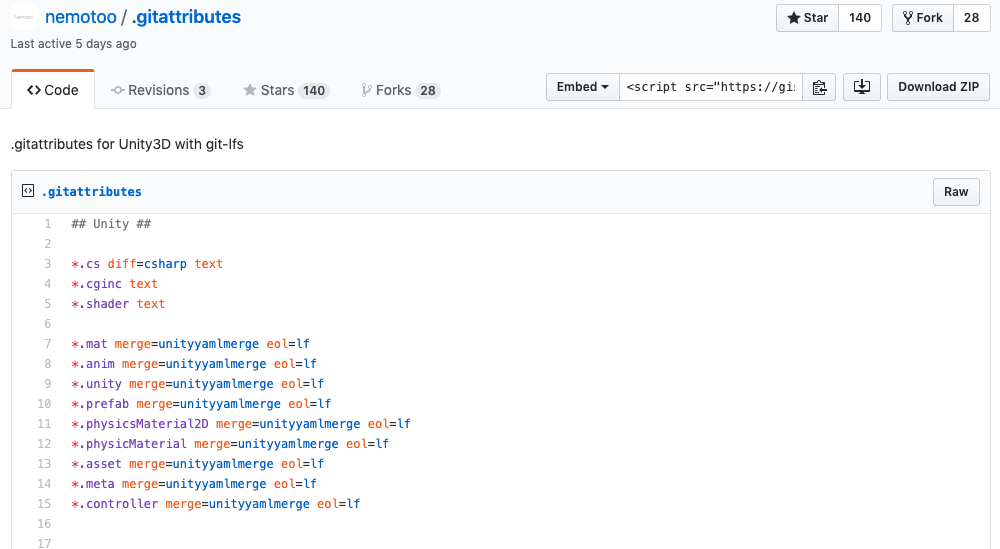 nemotoo / .gitattributes
Star 140 Fork 28
Last active 5 days ago
Code Revisions 3 Stars 140 Forks 28 Embed <script src="https://gis Download ZIP
.gitattributes for Unity3D with git-lfs
.gitattributes Raw
1 ## Unity ##
2
3 *.cs diff=csharp text
4 *.cginc text
5 *.shader text
6
7 *.mat merge=unityyamlmerge eol=lf
8 *.anim merge=unityyamlmerge eol=lf
9 *.unity merge=unityyamlmerge eol=lf
10 *.prefab merge=unityyamlmerge eol=lf
11 *.physicsMaterial2D merge=unityyamlmerge eol=lf
12 *.physicMaterial merge=unityyamlmerge eol=lf
13 *.asset merge=unityyamlmerge eol=lf
14 *.meta merge=unityyamlmerge eol=lf
15 *.controller merge=unityyamlmerge eol=lf
16
17